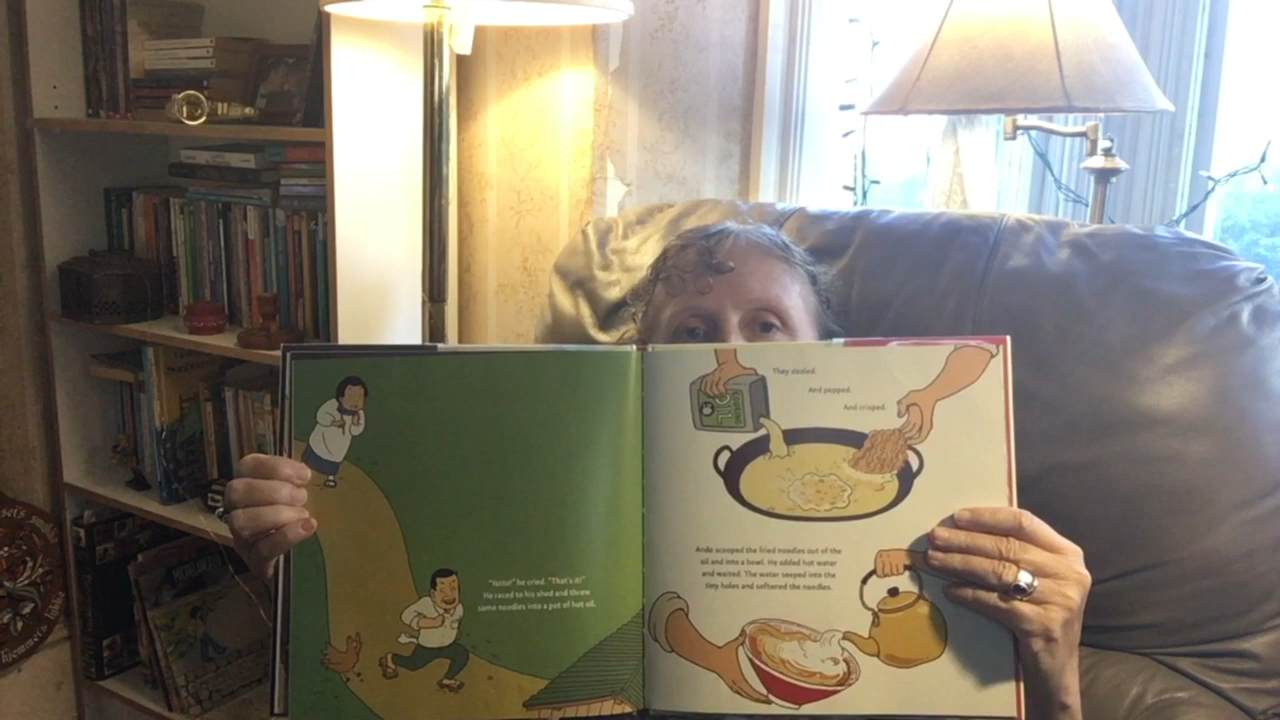 "Yatta!" he cried. "That's it!"
He raced to his shed and threw
some noodles into a pot of hot oil.
They sizzled.
And popped.
And crisped.
OIL
Ando scooped the fried noodles out of the
oil and into a bowl. He added hot water
and waited. The water seeped into the
tiny holes and softened the noodles.